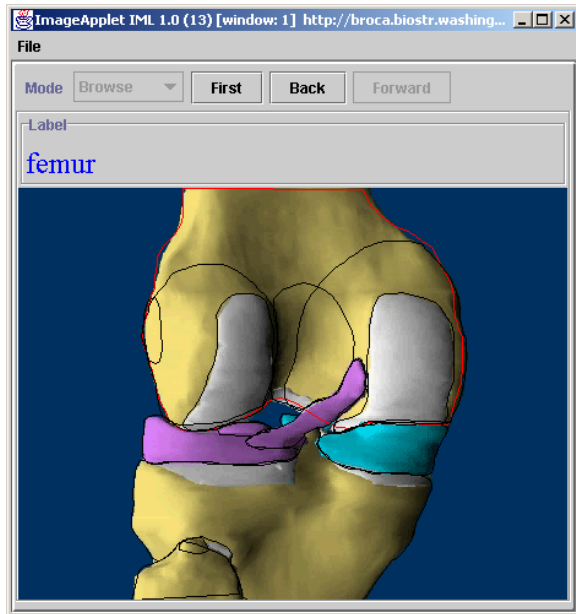 ImageApplet IML 1.0 (13) [window: 1] http://broca.biostr.washing...
File
Mode Browse First Back Forward
Label
femur